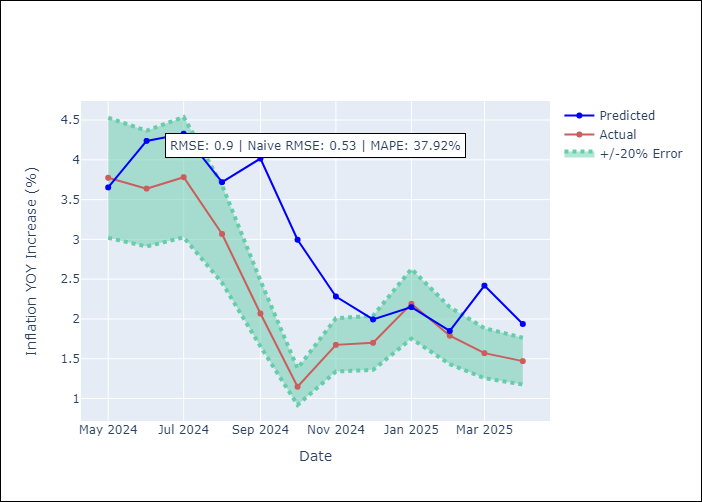 RMSE: 0.9 | Naive RMSE: 0.53 | MAPE: 37.92%
Predicted
Actual
+/-20% Error
Inflation YOY Increase (%)
4.5
4
3.5
3
2.5
2
1.5
1
May 2024
Jul 2024
Sep 2024
Nov 2024
Jan 2025
Mar 2025
Date